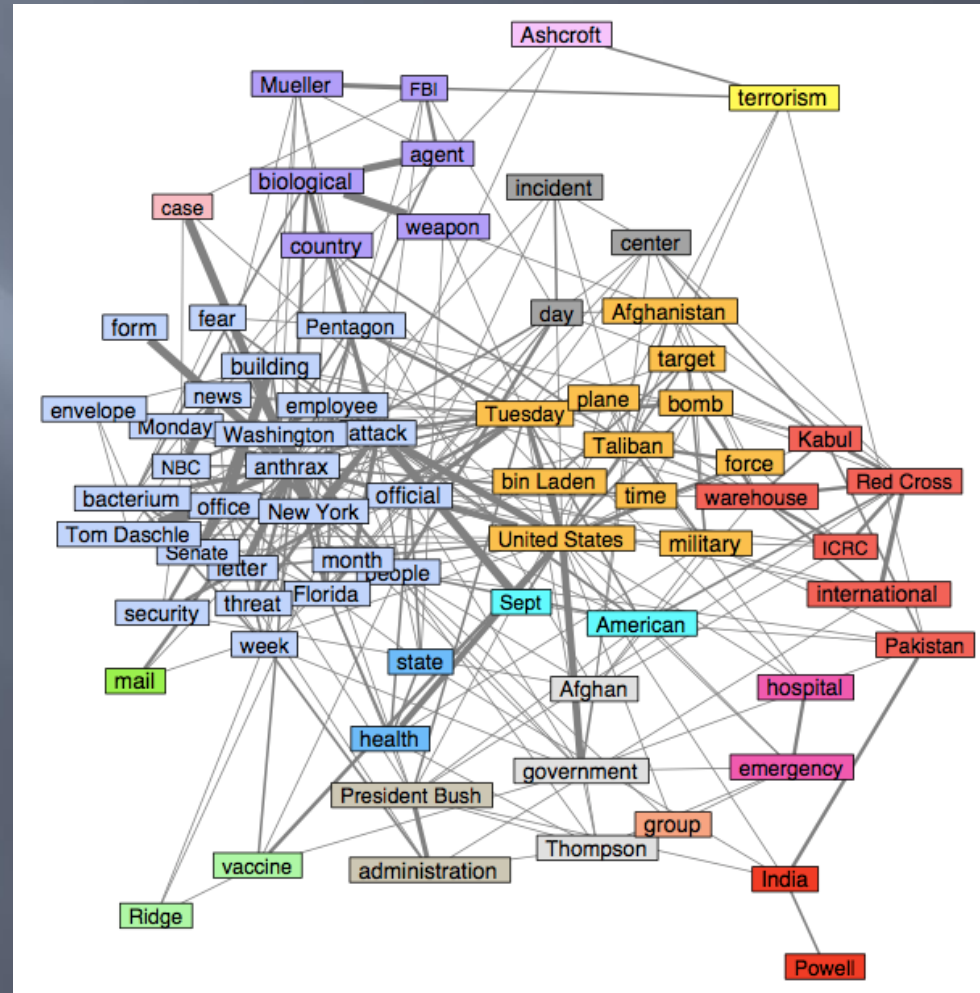 Ashcroft
Mueller
FBI
terrorism
agent
biological
incident
case
weapon
country
center
fear
form
Pentagon
day
Afghanistan
building
target
news
employee
plane
bomb
envelope
Monday
Washington
attack
Tuesday
Taliban
Kabul
NBC
anthrax
force
bin Laden
Red Cross
bacterium
office
New York
official
time
warehouse
Tom Daschle
Senate
United States
military
ICRC
letter
month
people
threat
Florida
international
security
Sept
American
week
Pakistan
state
mail
Afghan
hospital
health
government
emergency
President Bush
group
Thompson
vaccine
administration
India
Ridge
Powell